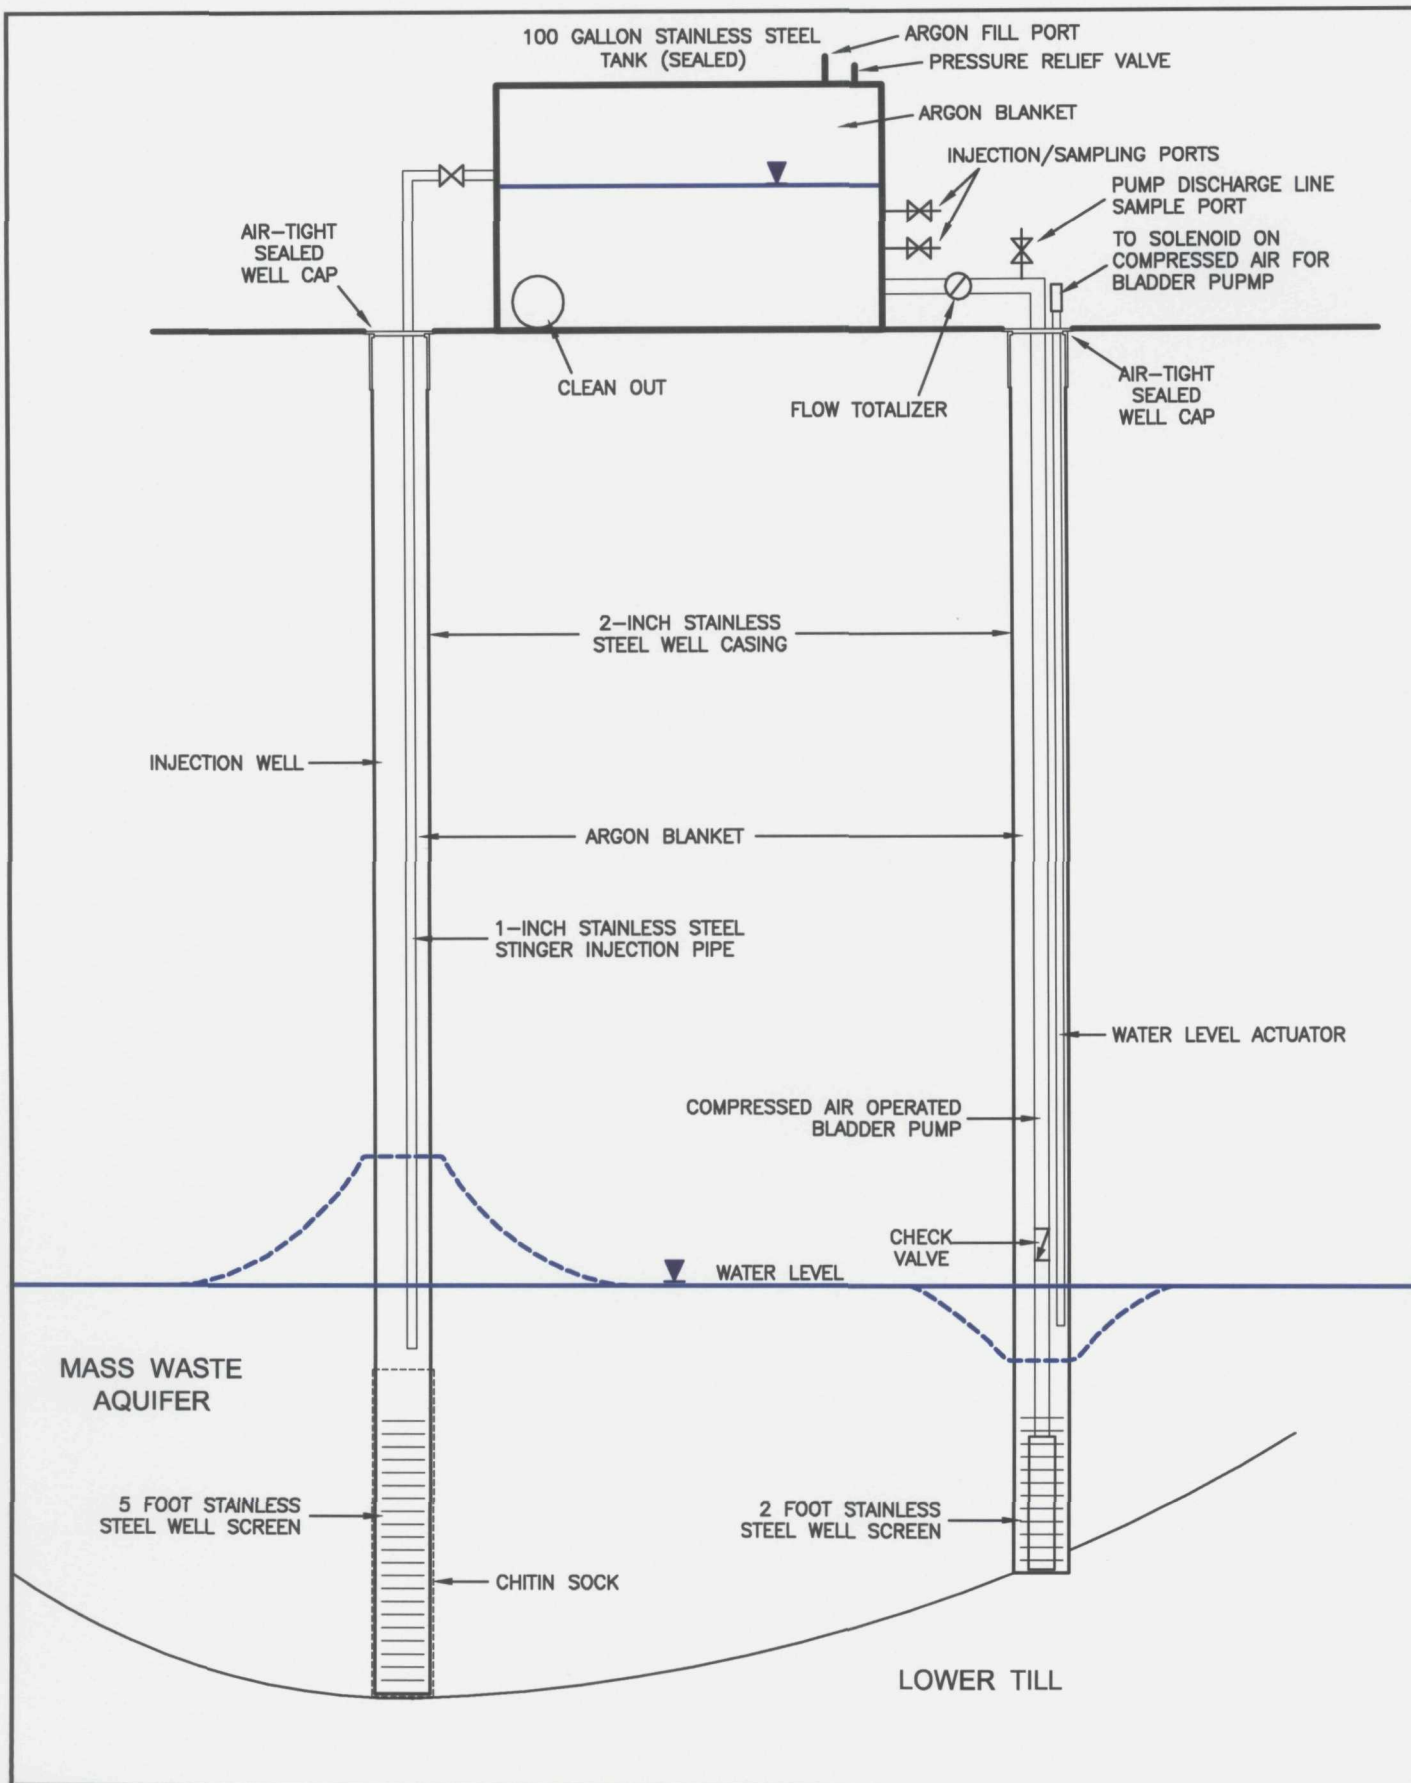 100 GALLON STAINLESS STEEL
TANK (SEALED)
ARGON FILL PORT
PRESSURE RELIEF VALVE
ARGON BLANKET
INJECTION/SAMPLING PORTS
PUMP DISCHARGE LINE
SAMPLE PORT
TO SOLENOID ON
COMPRESSED AIR FOR
BLADDER PUPMP
AIR-TIGHT
SEALED
WELL CAP
CLEAN OUT
FLOW TOTALIZER
AIR-TIGHT
SEALED
WELL CAP
2-INCH STAINLESS
STEEL WELL CASING
INJECTION WELL
ARGON BLANKET
1-INCH STAINLESS STEEL
STINGER INJECTION PIPE
WATER LEVEL ACTUATOR
COMPRESSED AIR OPERATED
BLADDER PUMP
CHECK
VALVE
WATER LEVEL
MASS WASTE
AQUIFER
5 FOOT STAINLESS
STEEL WELL SCREEN
2 FOOT STAINLESS
STEEL WELL SCREEN
CHITIN SOCK
LOWER TILL